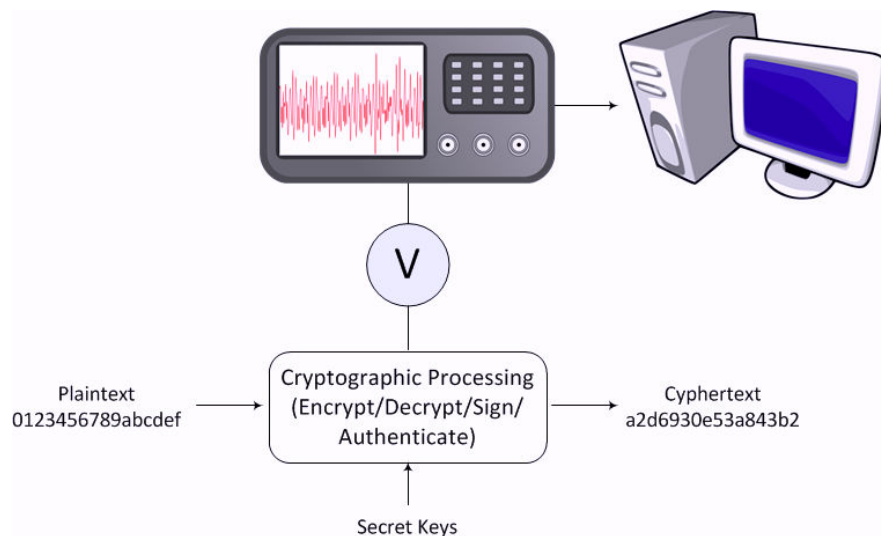 V
Plaintext
0123456789abcdef
Cryptographic Processing
(Encrypt/Decrypt/Sign/
Authenticate)
Cyphertext
a2d6930e53a843b2
Secret Keys